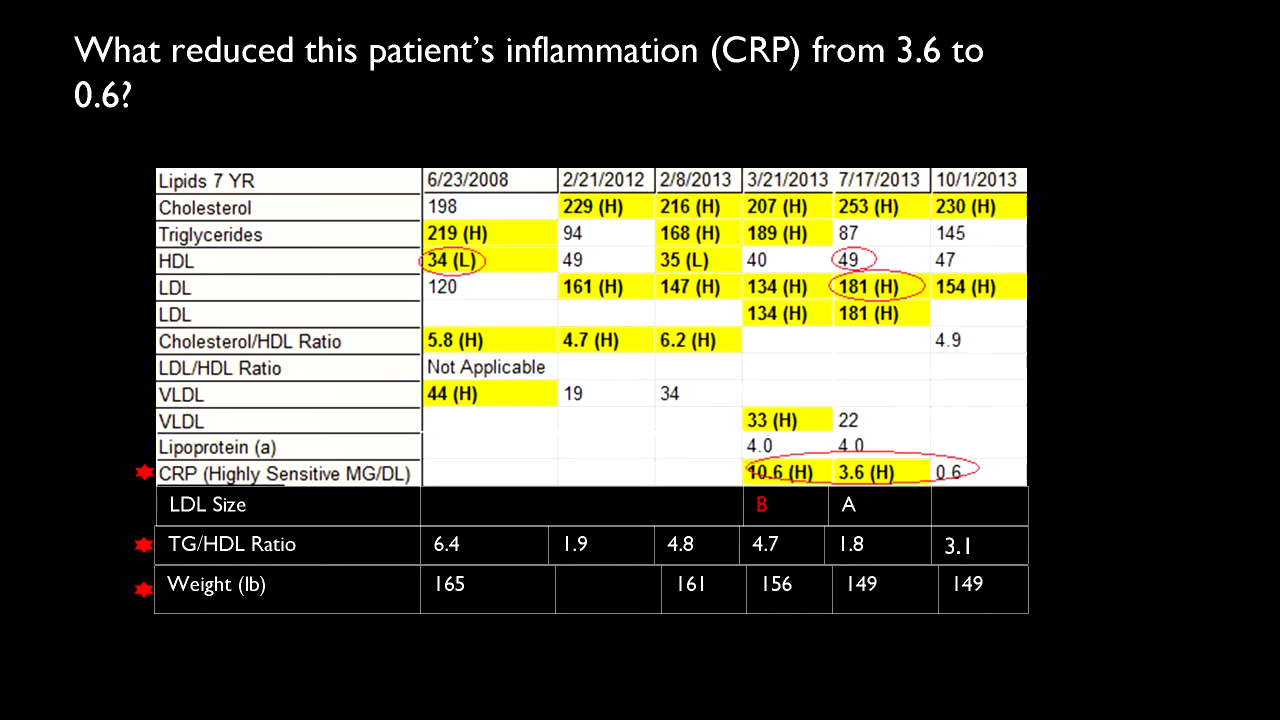 What reduced this patient’s inflammation (CRP) from 3.6 to
0.6?
Lipids 7 YR 6/23/2008 2/21/2012 2/8/2013 3/21/2013 7/17/2013 10/1/2013
Cholesterol 198 229 (H) 216 (H) 207 (H) 253 (H) 230 (H)
Triglycerides 219 (H) 94 168 (H) 189 (H) 87 145
HDL 34 (L) 49 35 (L) 40 49 47
LDL 120 161 (H) 147 (H) 134 (H) 181 (H) 154 (H)
LDL 134 (H) 181 (H)
Cholesterol/HDL Ratio 5.8 (H) 4.7 (H) 6.2 (H) 4.9
LDL/HDL Ratio Not Applicable
VLDL 44 (H) 19 34
VLDL 33 (H) 22
Lipoprotein (a) 4.0 4.0
CRP (Highly Sensitive MG/DL) 10.6 (H) 3.6 (H) 0.6
LDL Size B A
TG/HDL Ratio 6.4 1.9 4.8 4.7 1.8 3.1
Weight (lb) 165 161 156 149 149